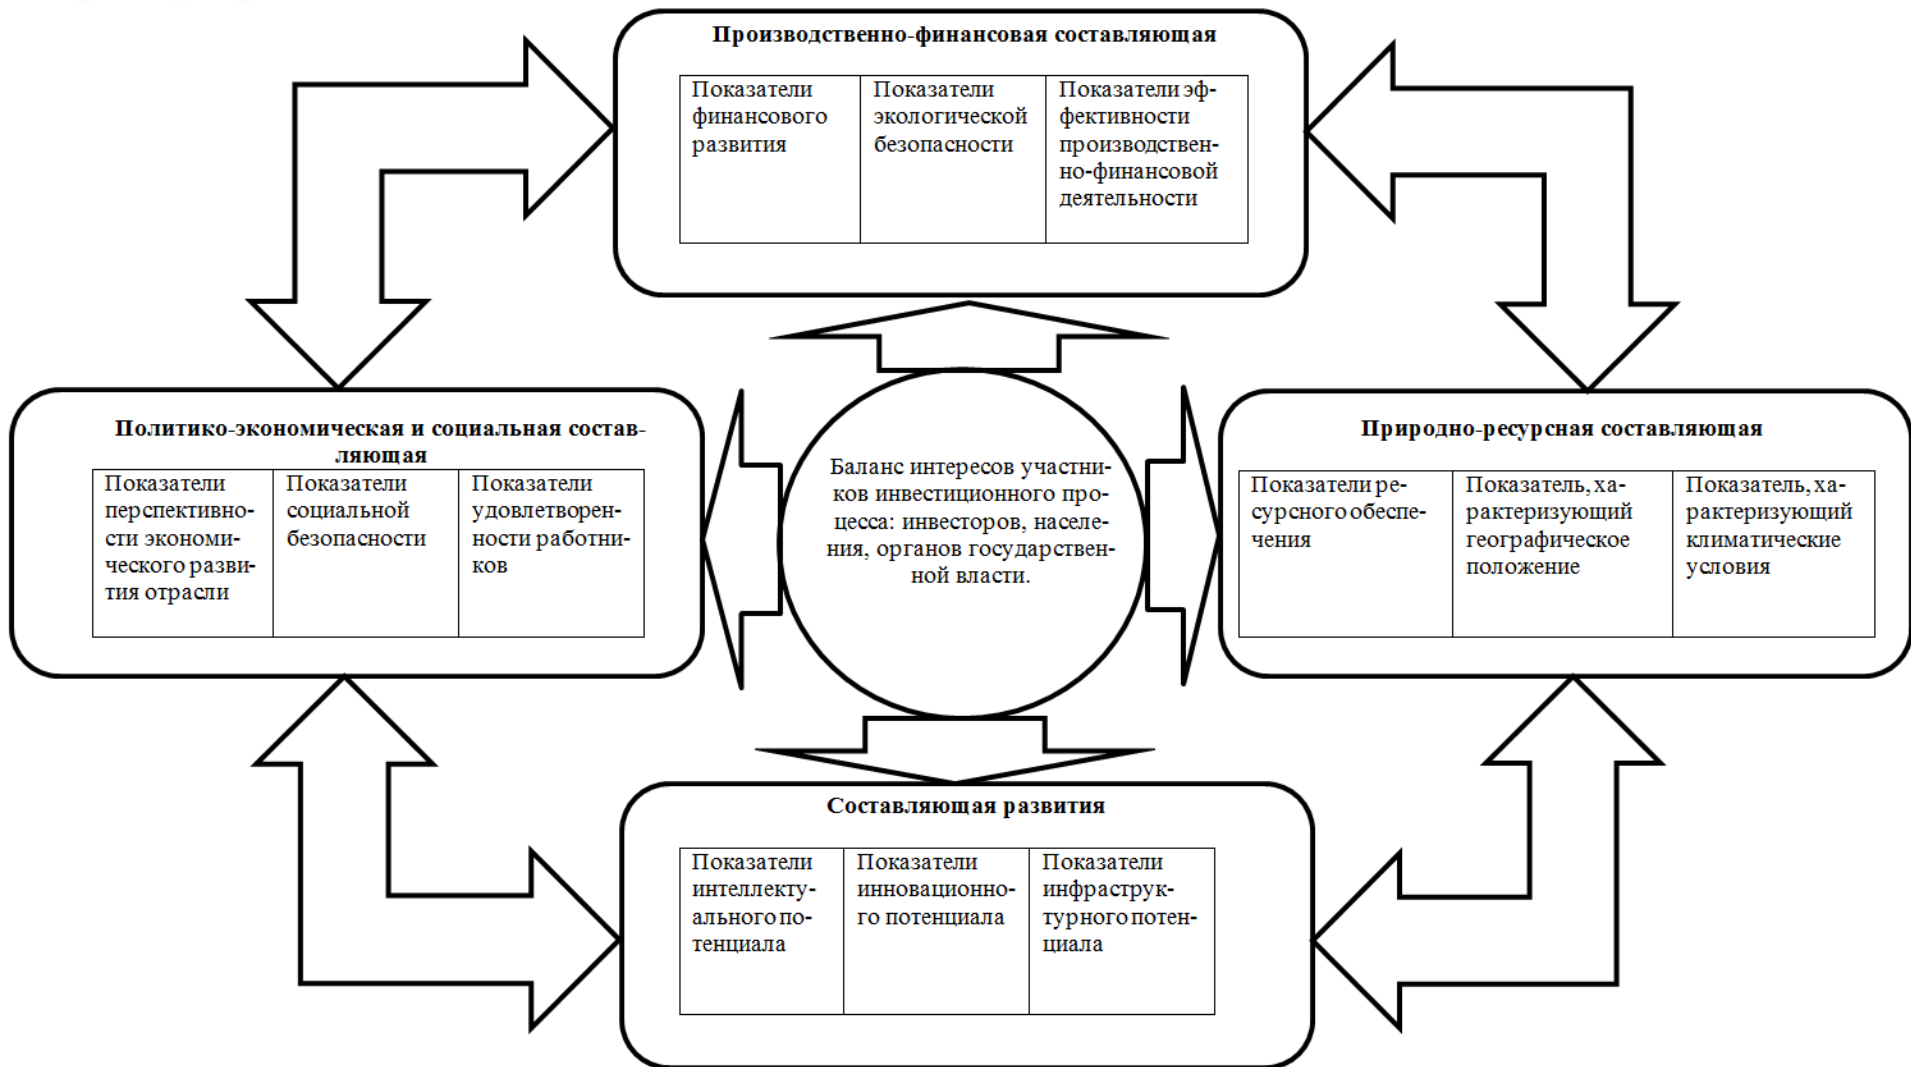 Производственно-финансовая составляющая
Показатели
финансового
развития
Показатели
экологической
безопасности
Показатели эф-
фективности
производствен-
но-финансовой
деятельности
Политико-экономическая и социальная состав-
ляющая
Показатели
перспективно-
сти экономи-
ческого разви-
тия отрасли
Показатели
социальной
безопасности
Показатели
удовлетворен-
ности работни-
ков
Баланс интересов участни-
ков инвестиционного про-
цесса: инвесторов, населе-
ния, органов государствен-
ной власти.
Природно-ресурсная составляющая
Показатели ре-
сурсного обеспе-
чения
Показатель, ха-
рактеризующий
географическое
положение
Показатель, ха-
рактеризующий
климатические
условия
Составляющая развития
Показатели
интеллекту-
ального по-
тенциала
Показатели
инновационно-
го потенциала
Показатели
инфраструк-
турного потен-
циала